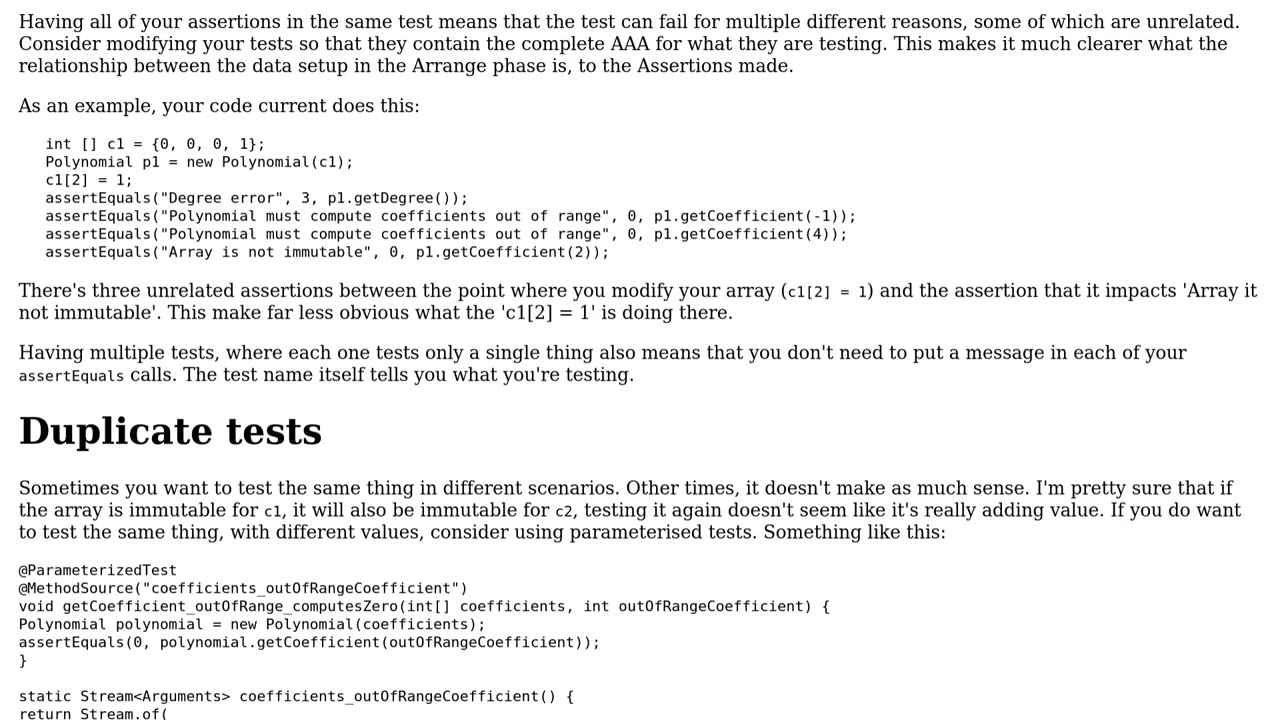 Having all of your assertions in the same test means that the test can fail for multiple different reasons, some of which are unrelated.
Consider modifying your tests so that they contain the complete AAA for what they are testing. This makes it much clearer what the
relationship between the data setup in the Arrange phase is, to the Assertions made.
As an example, your code current does this:
int [] c1 = {0, 0, 0, 1};
Polynomial p1 = new Polynomial(c1);
c1[2] = 1;
assertEquals("Degree error", 3, p1.getDegree());
assertEquals("Polynomial must compute coefficients out of range", 0, p1.getCoefficient(-1));
assertEquals("Polynomial must compute coefficients out of range", 0, p1.getCoefficient(4));
assertEquals("Array is not immutable", 0, p1.getCoefficient(2));
There's three unrelated assertions between the point where you modify your array (c1[2] = 1) and the assertion that it impacts 'Array it
not immutable'. This make far less obvious what the 'c1[2] = 1' is doing there.
Having multiple tests, where each one tests only a single thing also means that you don't need to put a message in each of your
assertEquals calls. The test name itself tells you what you're testing.
Duplicate tests
Sometimes you want to test the same thing in different scenarios. Other times, it doesn't make as much sense. I'm pretty sure that if
the array is immutable for c1, it will also be immutable for c2, testing it again doesn't seem like it's really adding value. If you do want
to test the same thing, with different values, consider using parameterised tests. Something like this:
@ParameterizedTest
@MethodSource("coefficients_outOfRangeCoefficient")
void getCoefficient_outOfRange_computesZero(int[] coefficients, int outOfRangeCoefficient) {
Polynomial polynomial = new Polynomial(coefficients);
assertEquals(0, polynomial.getCoefficient(outOfRangeCoefficient));
}
static Stream<Arguments> coefficients_outOfRangeCoefficient() {
return Stream.of(